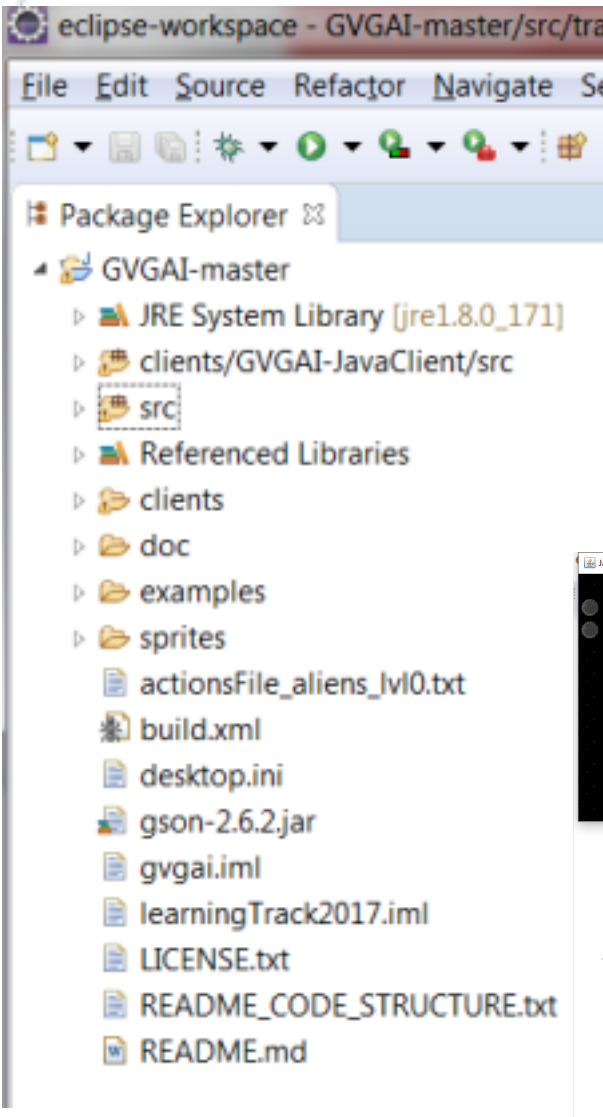 eclipse-workspace - GVGAI-master/src/tra
File Edit Source Refactor Navigate Se
Package Explorer
GVGAI-master
JRE System Library [jre1.8.0_171]
clients/GVGAI-JavaClient/src
src
Referenced Libraries
clients
doc
examples
sprites
actionsFile_aliens_lvl0.txt
build.xml
desktop.ini
gson-2.6.2.jar
gvgai.iml
learningTrack2017.iml
LICENSE.txt
README_CODE_STRUCTURE.txt
README.md